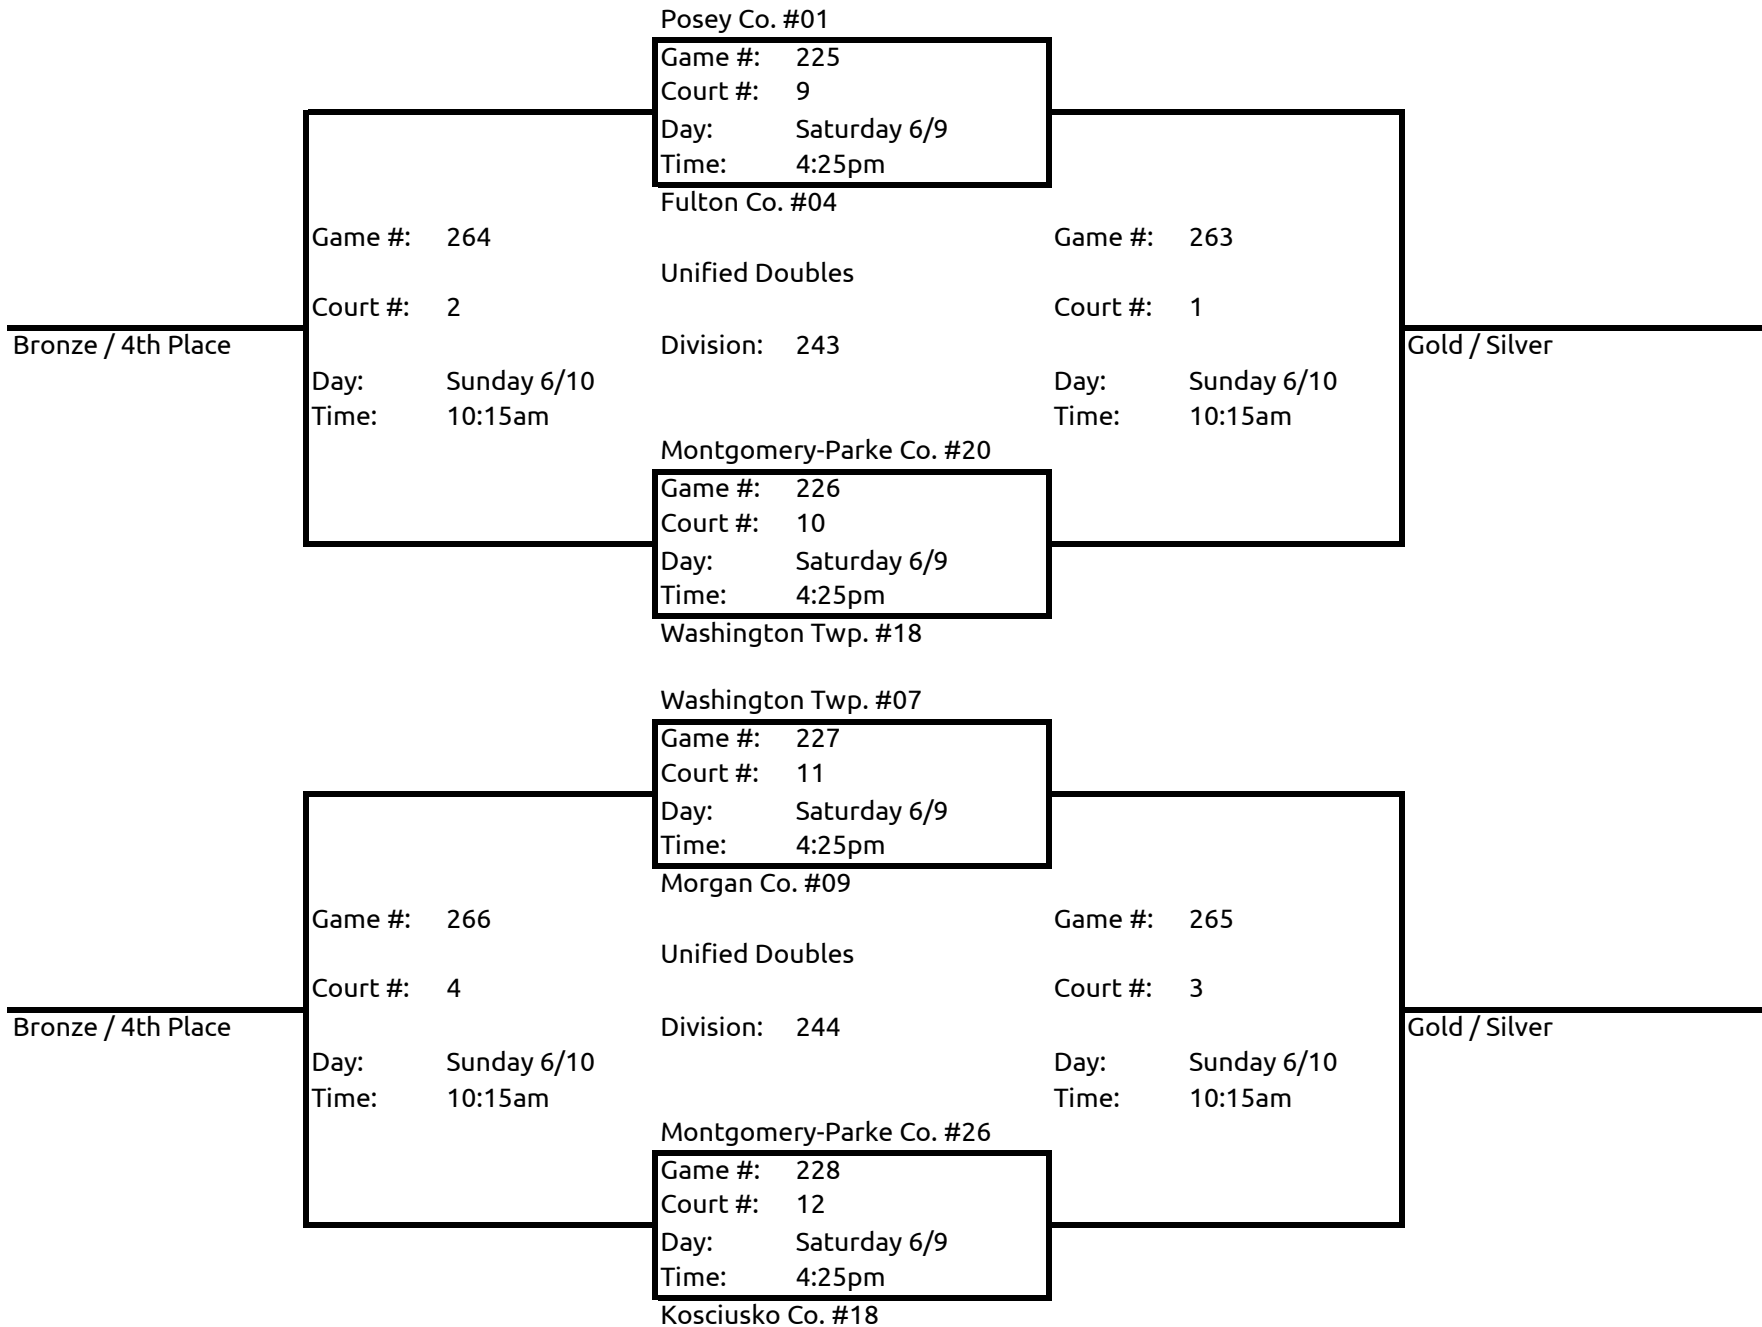 Posey Co. #01
Game #: 225
Court #: 9
Day: Saturday 6/9
Time: 4:25pm
Fulton Co. #04
Game #: 264
Game #: 263
Unified Doubles
Court #: 2
Court #: 1
Bronze / 4th Place
Division: 243
Gold / Silver
Day: Sunday 6/10
Day: Sunday 6/10
Time: 10:15am
Time: 10:15am
Montgomery-Parke Co. #20
Game #: 226
Court #: 10
Day: Saturday 6/9
Time: 4:25pm
Washington Twp. #18
Washington Twp. #07
Game #: 227
Court #: 11
Day: Saturday 6/9
Time: 4:25pm
Morgan Co. #09
Game #: 266
Game #: 265
Unified Doubles
Court #: 4
Court #: 3
Bronze / 4th Place
Division: 244
Gold / Silver
Day: Sunday 6/10
Day: Sunday 6/10
Time: 10:15am
Time: 10:15am
Montgomery-Parke Co. #26
Game #: 228
Court #: 12
Day: Saturday 6/9
Time: 4:25pm
Kosciusko Co. #18